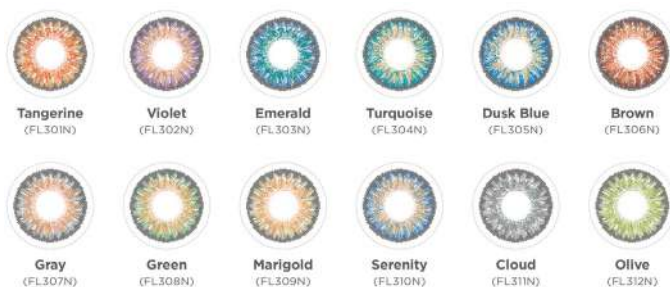 Tangerine
(FL301N)
Violet
(FL302N)
Emerald
(FL303N)
Turquoise
(FL304N)
Dusk Blue
(FL305N)
Brown
(FL306N)
Gray
(FL307N)
Green
(FL308N)
Marigold
(FL309N)
Serenity
(FL310N)
Cloud
(FL311N)
Olive
(FL312N)